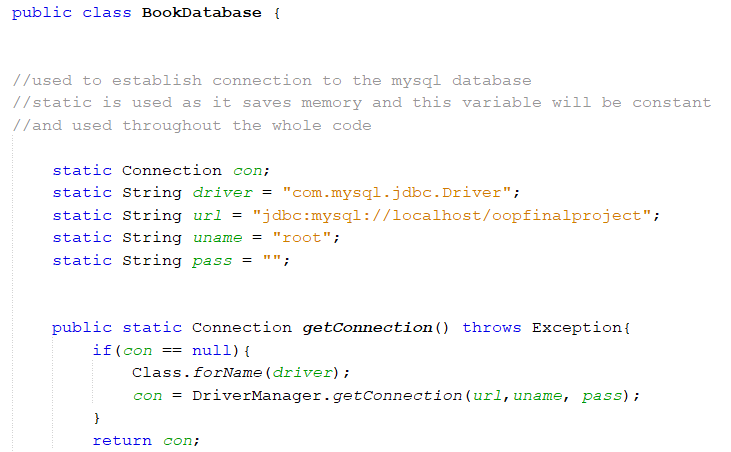 public class BookDatabase {
//used to establish connection to the mysql database
//static is used as it saves memory and this variable will be constant
//and used throughout the whole code
static Connection con;
static String driver = "com.mysql.jdbc.Driver";
static String url = "jdbc:mysql://localhost/oopfinalproject";
static String uname = "root";
static String pass = "";
public static Connection getConnection() throws Exception{
if(con == null){
Class.forName(driver);
con = DriverManager.getConnection(url,uname, pass);
}
return con;